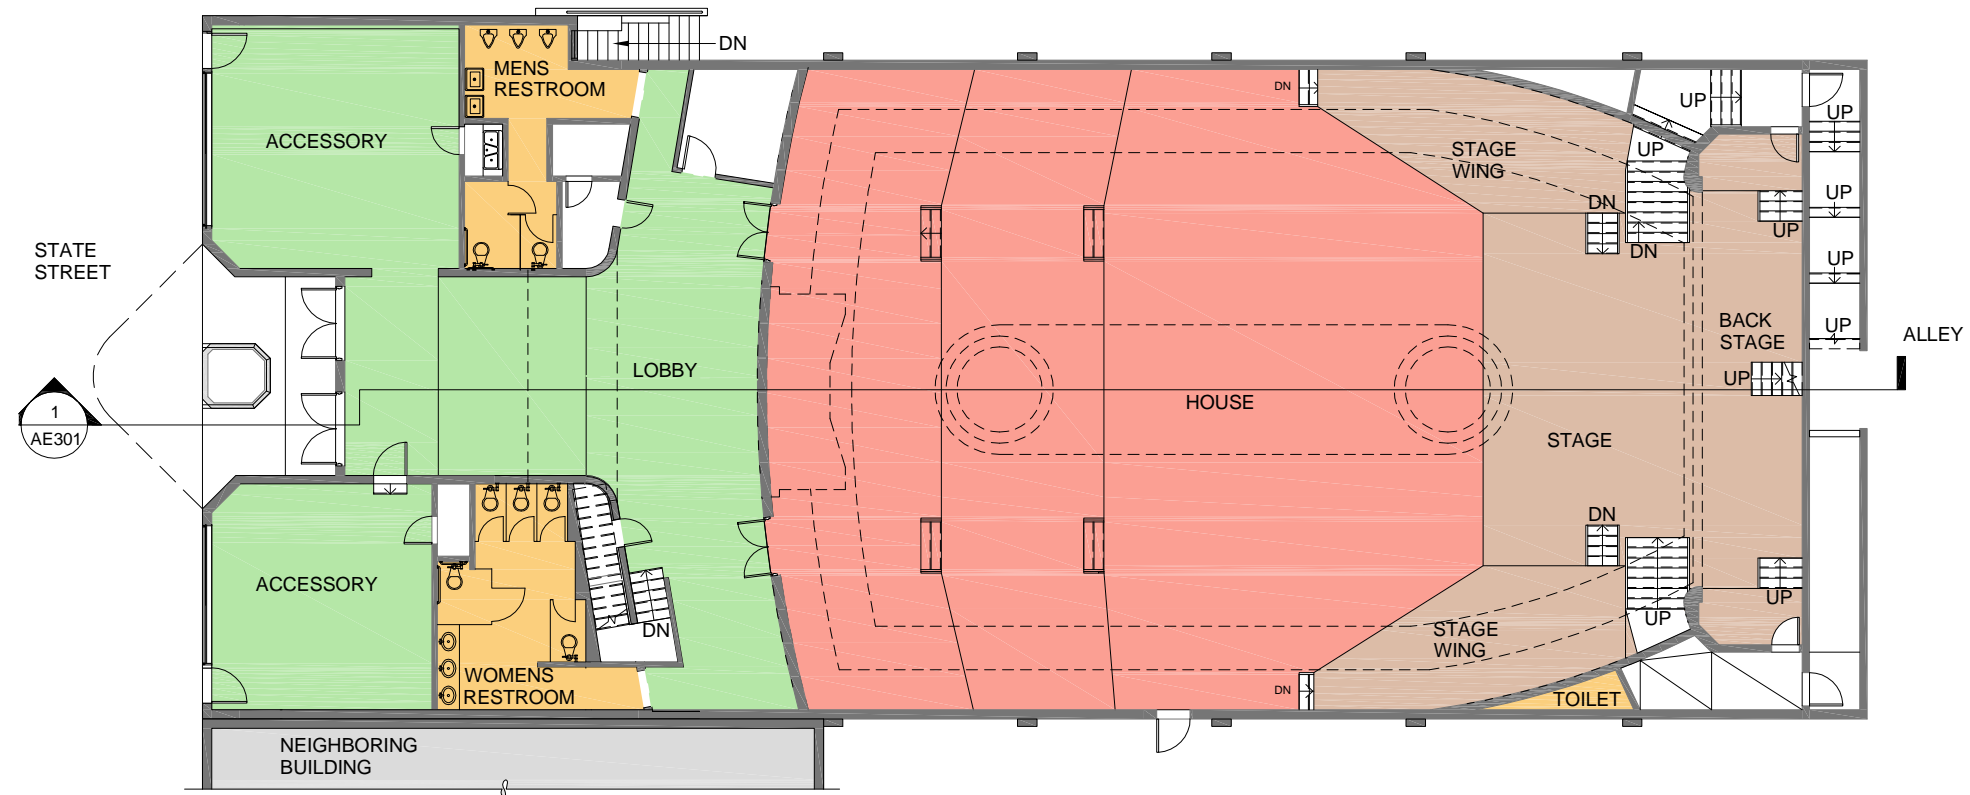 DN
MENS
RESTROOM
ACCESSORY
STATE
STREET
1
AE301
LOBBY
ACCESSORY
WOMENS
RESTROOM
DN
NEIGHBORING
BUILDING
HOUSE
DN
DN
STAGE
WING
UP
DN
DN
UP
UP
UP
UP
UP
UP
BACK
STAGE
UP
ALLEY
STAGE
DN
UP
UP
STAGE
WING
TOILET